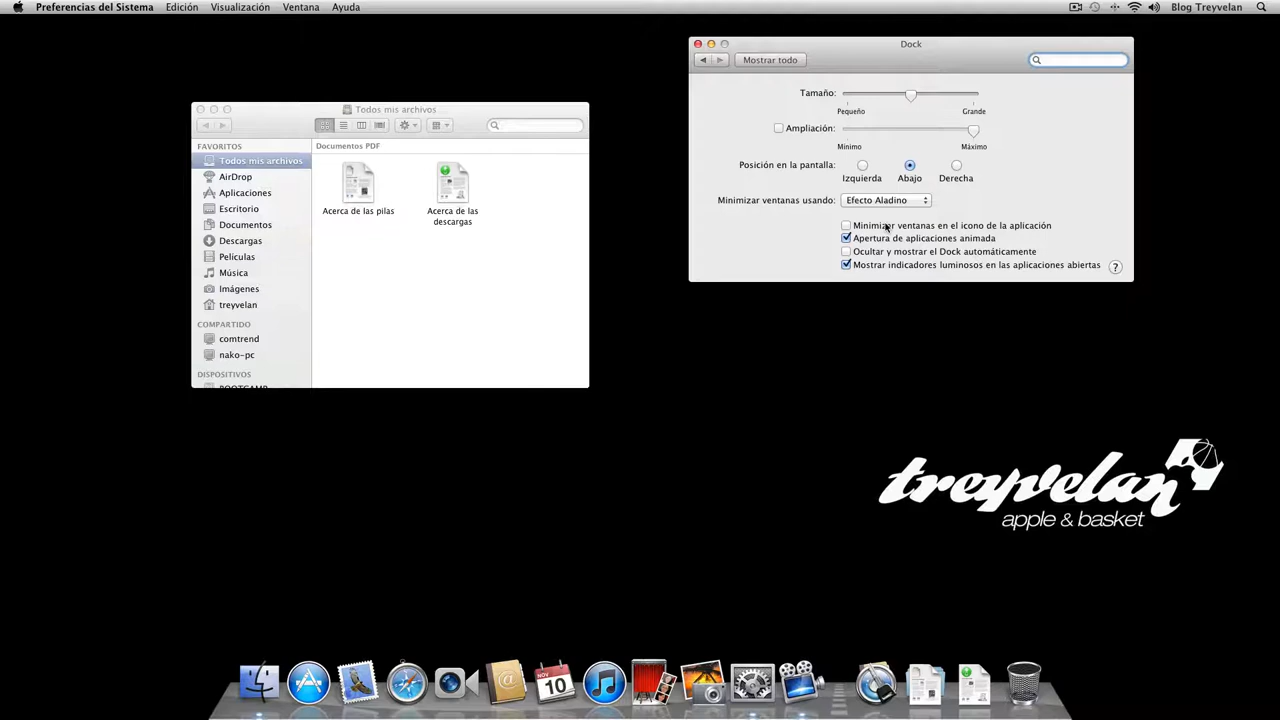 Preferencias del Sistema Edición Visualización Ventana Ayuda Blog Treyvelan
Dock
Mostrar todo
Tamaño:
Pequeño Grande
Ampliación:
Mínimo Máximo
Posición en la pantalla:
Izquierda Abajo Derecha
Minimizar ventanas usando: Efecto Aladino
Minimizar ventanas en el icono de la aplicación
Apertura de aplicaciones animada
Ocultar y mostrar el Dock automáticamente
Mostrar indicadores luminosos en las aplicaciones abiertas ?
Todos mis archivos
FAVORITOS
Todos mis archivos
AirDrop
Aplicaciones
Escritorio
Documentos
Descargas
Películas
Música
Imágenes
treyvelan
COMPARTIDO
comtrend
nako-pc
DISPOSITIVOS
BOOTCAMP
Documentos PDF
Acerca de las pilas
Acerca de las
descargas
treyvelan
apple & basket
NOV
10